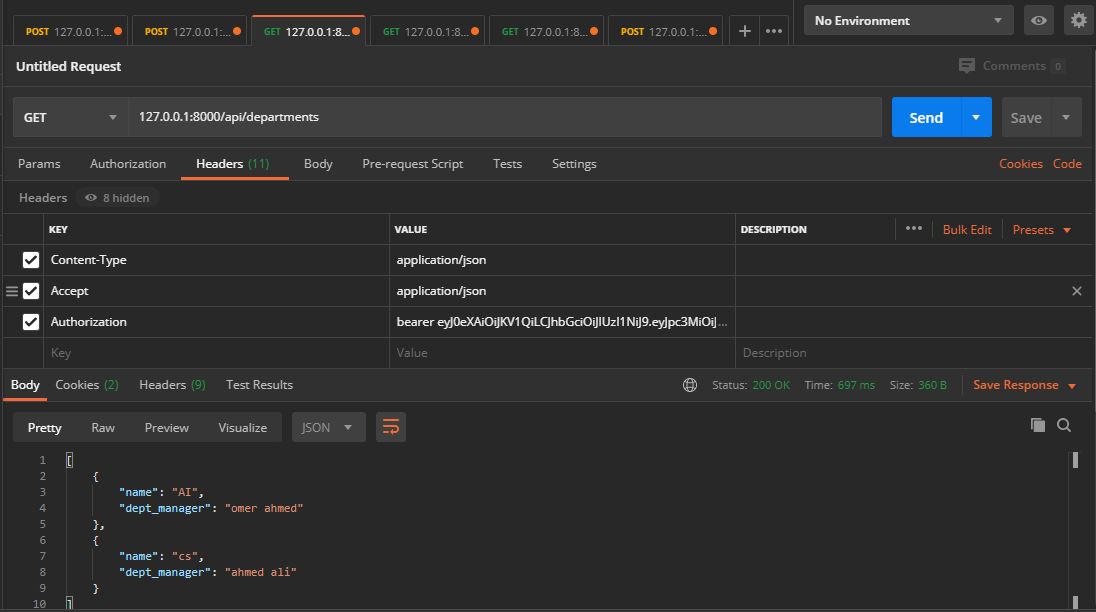 POST 127.0.0.1:... POST 127.0.0.1:... GET 127.0.0.1:8... GET 127.0.0.1:8... GET 127.0.0.1:8... POST 127.0.0.1:... + ••• No Environment
Untitled Request Comments 0
GET 127.0.0.1:8000/api/departments Send Save
Params Authorization Headers (11) Body Pre-request Script Tests Settings Cookies Code
Headers 8 hidden
KEY VALUE DESCRIPTION ••• Bulk Edit Presets
Content-Type application/json
Accept application/json
Authorization bearer eyJ0eXAiOiJKV1QiLCJhbGciOiJIUzI1NiJ9.eyJpc3MiOiJ...
Key Value Description
Body Cookies (2) Headers (9) Test Results Status: 200 OK Time: 697 ms Size: 360 B Save Response
Pretty Raw Preview Visualize JSON
1 [
2 {
3 "name": "AI",
4 "dept_manager": "omer ahmed"
5 },
6 {
7 "name": "cs",
8 "dept_manager": "ahmed ali"
9 }
10 ]